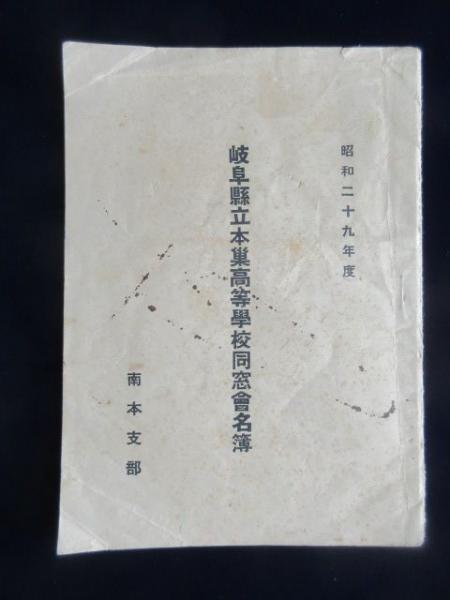 昭和二十九年度
岐阜縣立本巣高等學校同窓會名簿
南本支部